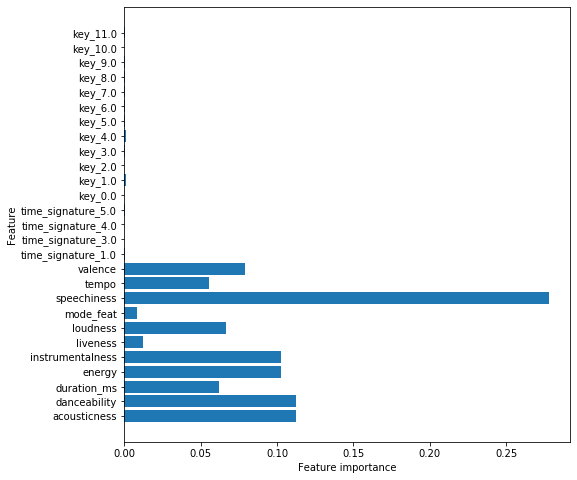 key_11.0
key_10.0
key_9.0
key_8.0
key_7.0
key_6.0
key_5.0
key_4.0
key_3.0
key_2.0
key_1.0
key_0.0
time_signature_5.0
time_signature_4.0
time_signature_3.0
time_signature_1.0
valence
tempo
speechiness
mode_feat
loudness
liveness
instrumentalness
energy
duration_ms
danceability
acousticness
Feature
0.00 0.05 0.10 0.15 0.20 0.25
Feature importance